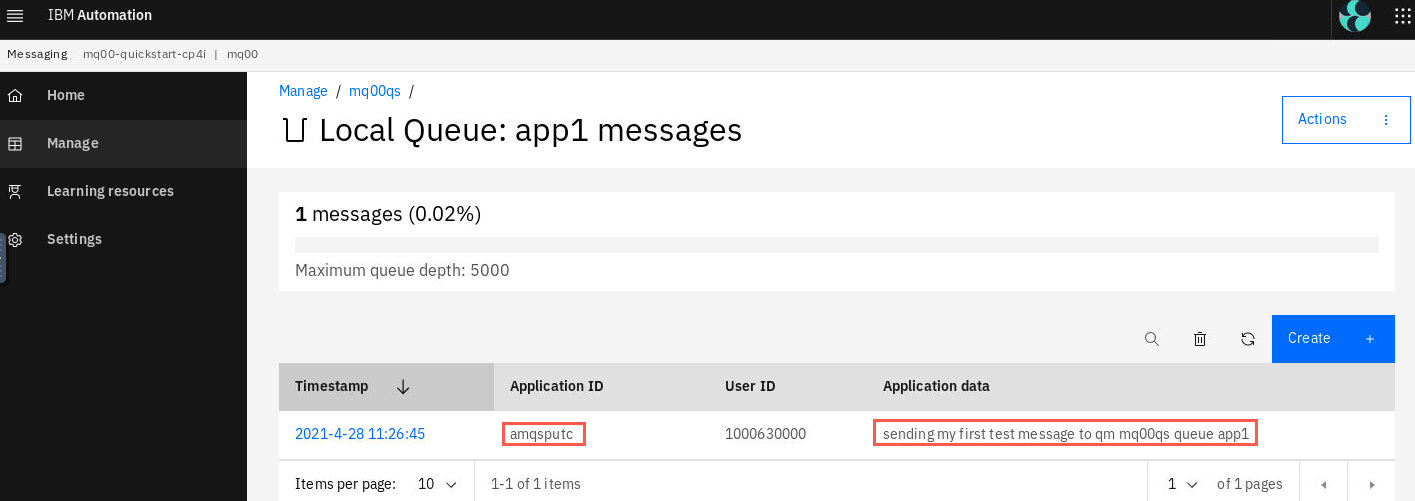 IBM Automation
Messaging mq00-quickstart-cp4i | mq00
Home
Manage
Learning resources
Settings
Manage / mq00qs /
Local Queue: app1 messages
Actions
1 messages (0.02%)
Maximum queue depth: 5000
Create +
Timestamp Application ID User ID Application data
2021-4-28 11:26:45 amqsputc 1000630000 sending my first test message to qm mq00qs queue app1
Items per page: 10 1-1 of 1 items 1 of 1 pages